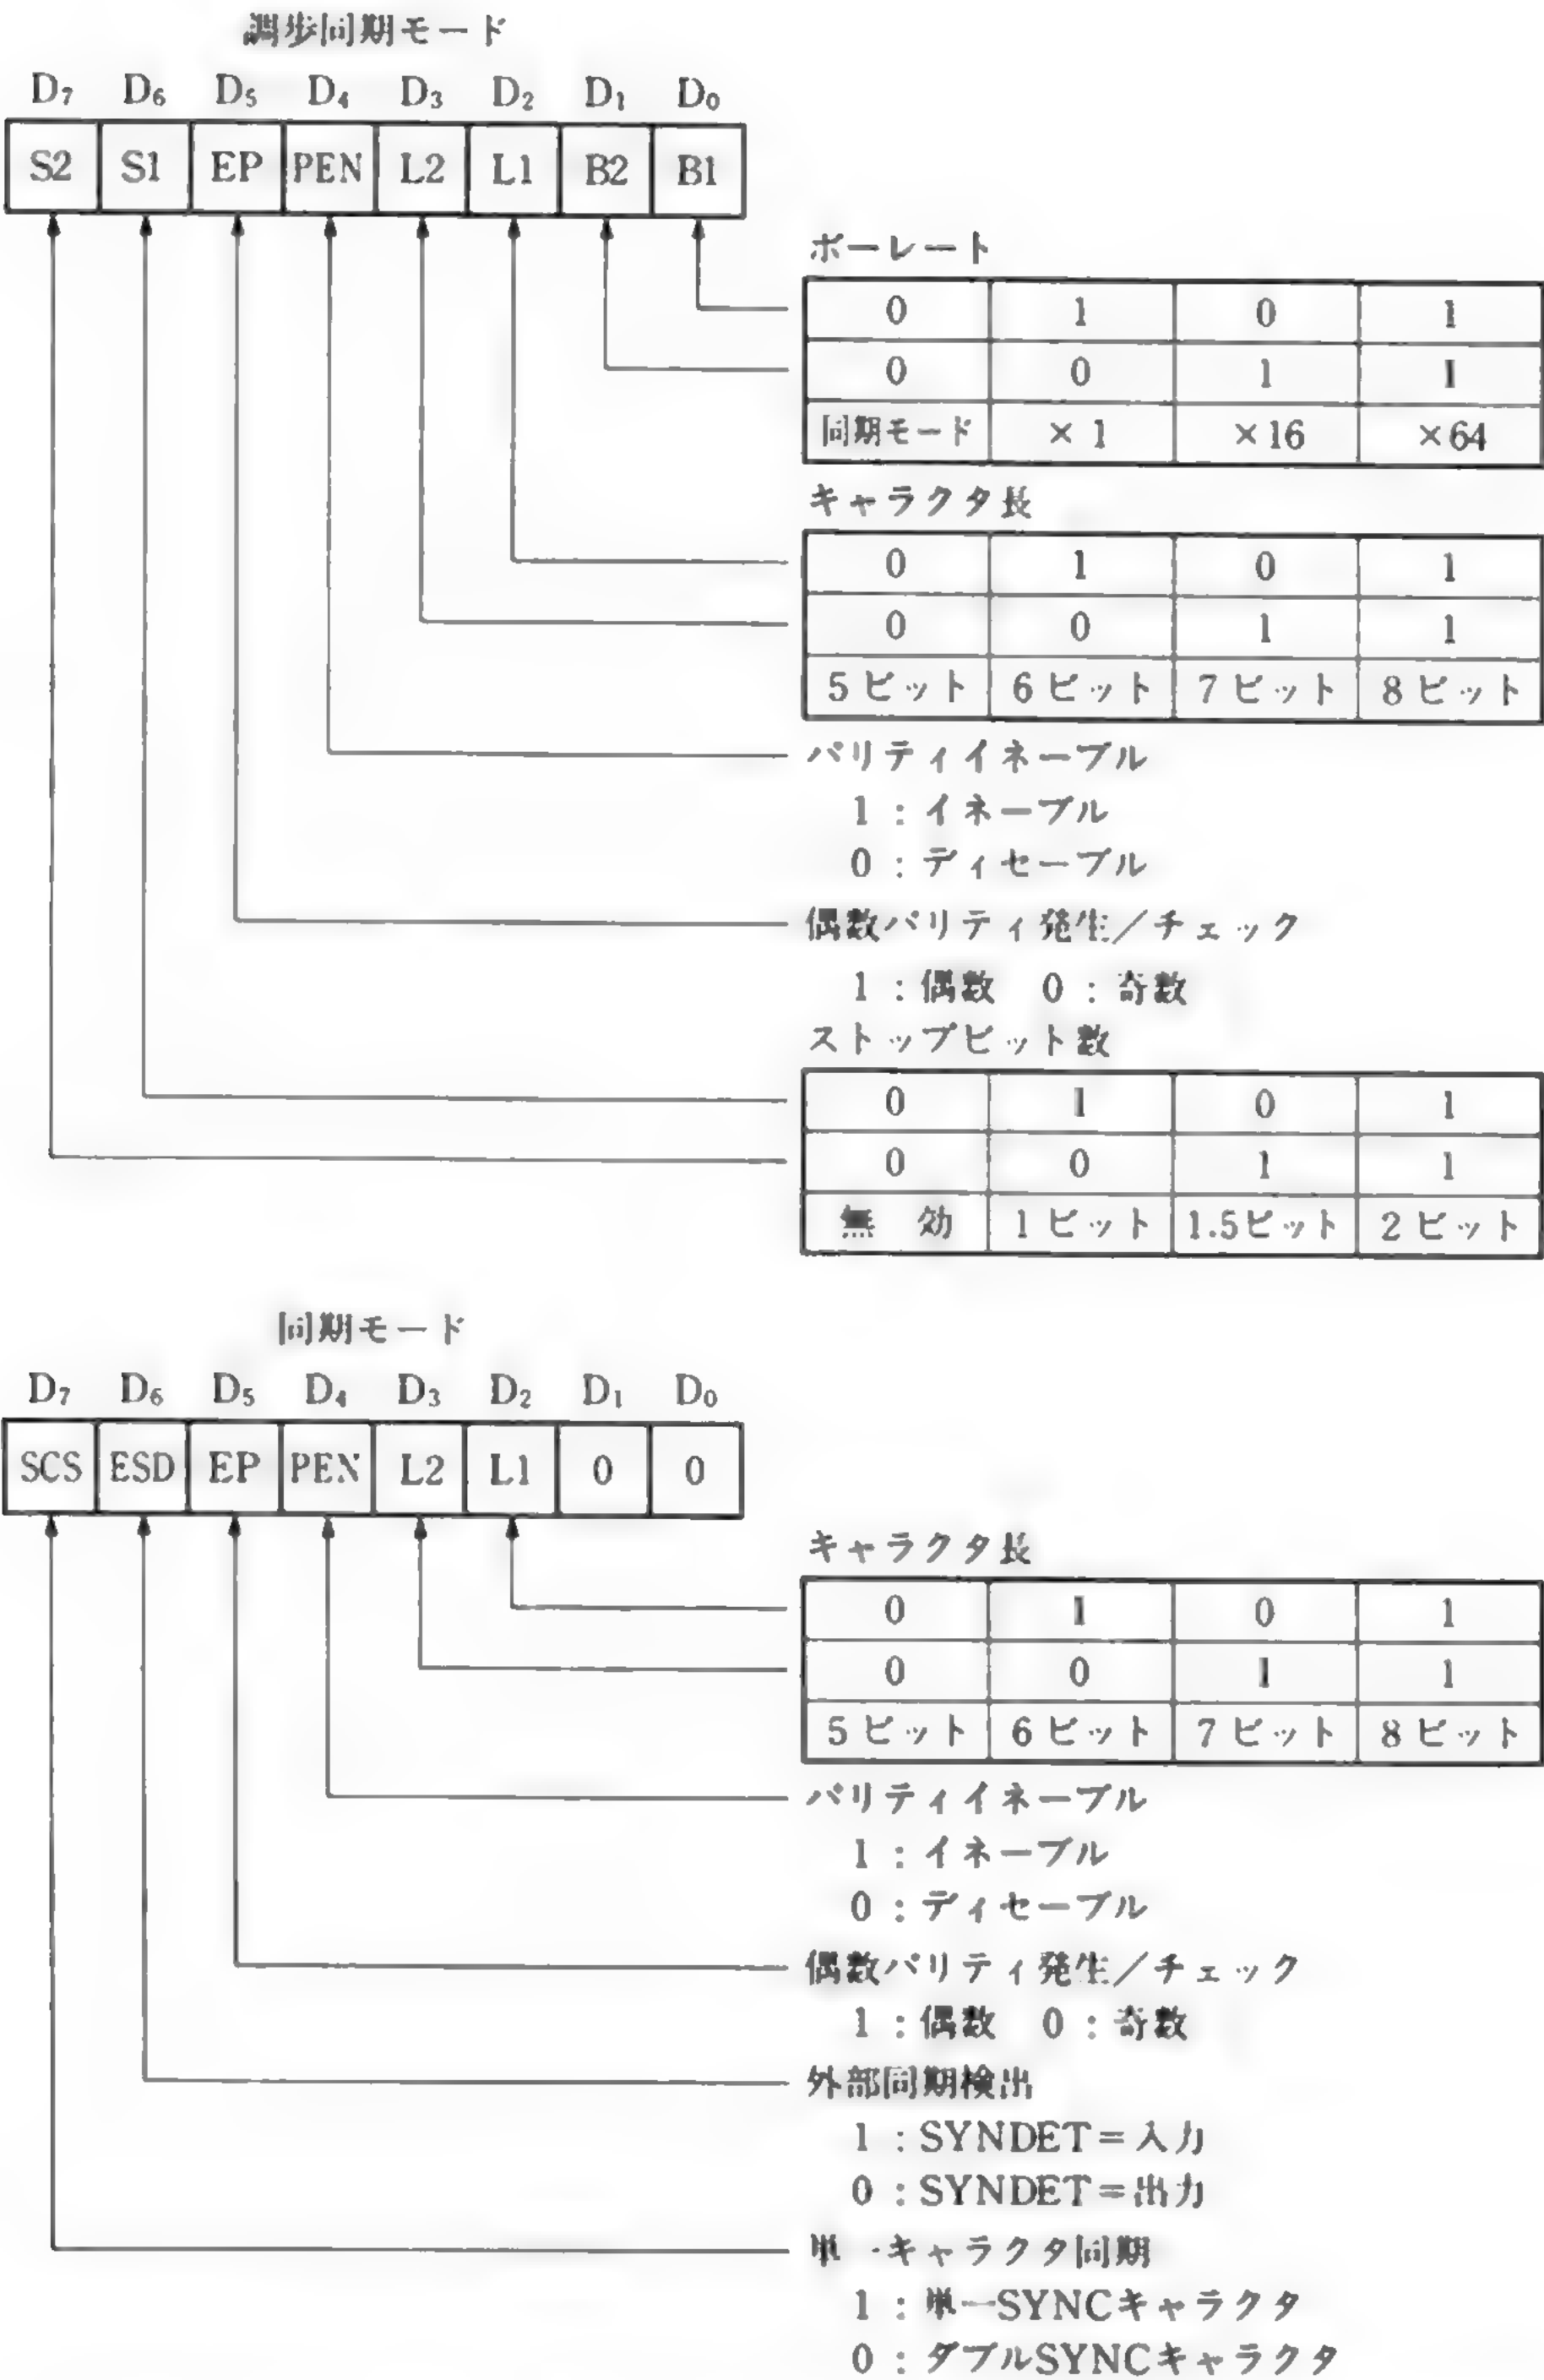 調歩同期モード
D₇ D₆ D₅ D₄ D₃ D₂ D₁ D₀
S2 S1 EP PEN L2 L1 B2 B1
ボーレート
0 1 0 1
0 0 1 1
同期モード ×1 ×16 ×64
キャラクタ長
0 1 0 1
0 0 1 1
5ビット 6ビット 7ビット 8ビット
パリティイネーブル
1:イネーブル
0:ディセーブル
偶数パリティ発生/チェック
1:偶数 0:奇数
ストップビット数
0 1 0 1
0 0 1 1
無 効 1ビット 1.5ビット 2ビット
同期モード
D₇ D₆ D₅ D₄ D₃ D₂ D₁ D₀
SCS ESD EP PEN L2 L1 0 0
キャラクタ長
0 1 0 1
0 0 1 1
5ビット 6ビット 7ビット 8ビット
パリティイネーブル
1:イネーブル
0:ディセーブル
偶数パリティ発生/チェック
1:偶数 0:奇数
外部同期検出
1:SYNDET=入力
0:SYNDET=出力
単一キャラクタ同期
1:単一SYNCキャラクタ
0:ダブルSYNCキャラクタ